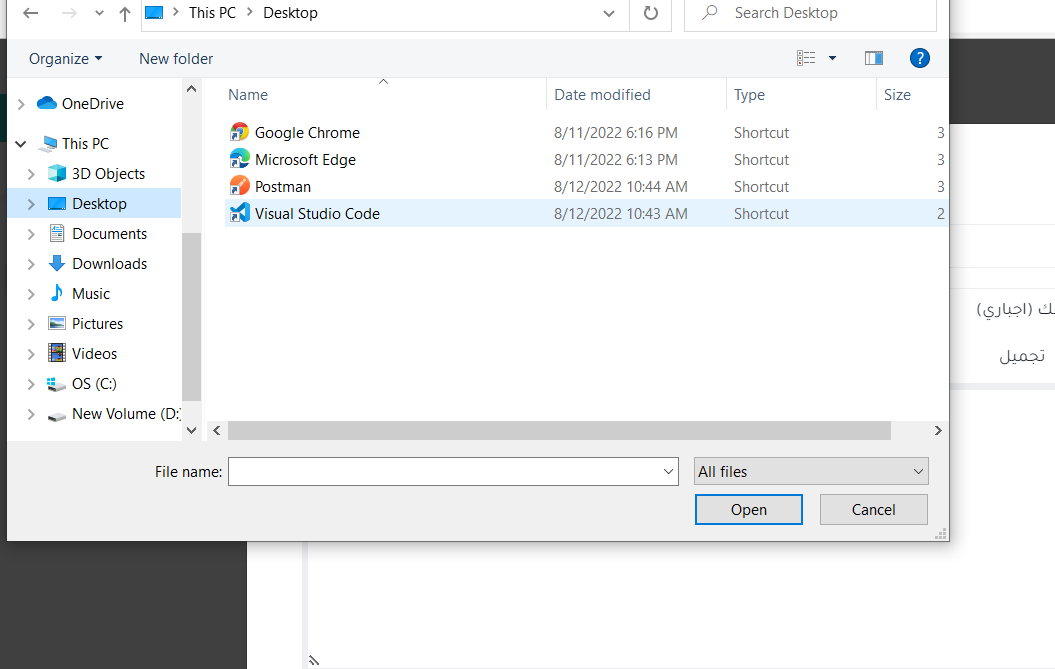 This PC > Desktop
Search Desktop
Organize
New folder
?
OneDrive
This PC
3D Objects
Desktop
Documents
Downloads
Music
Pictures
Videos
OS (C:)
New Volume (D:)
Name Date modified Type Size
Google Chrome 8/11/2022 6:16 PM Shortcut 3
Microsoft Edge 8/11/2022 6:13 PM Shortcut 3
Postman 8/12/2022 10:44 AM Shortcut 3
Visual Studio Code 8/12/2022 10:43 AM Shortcut 2
File name:
All files
Open
Cancel
(اجباري)
تجميل